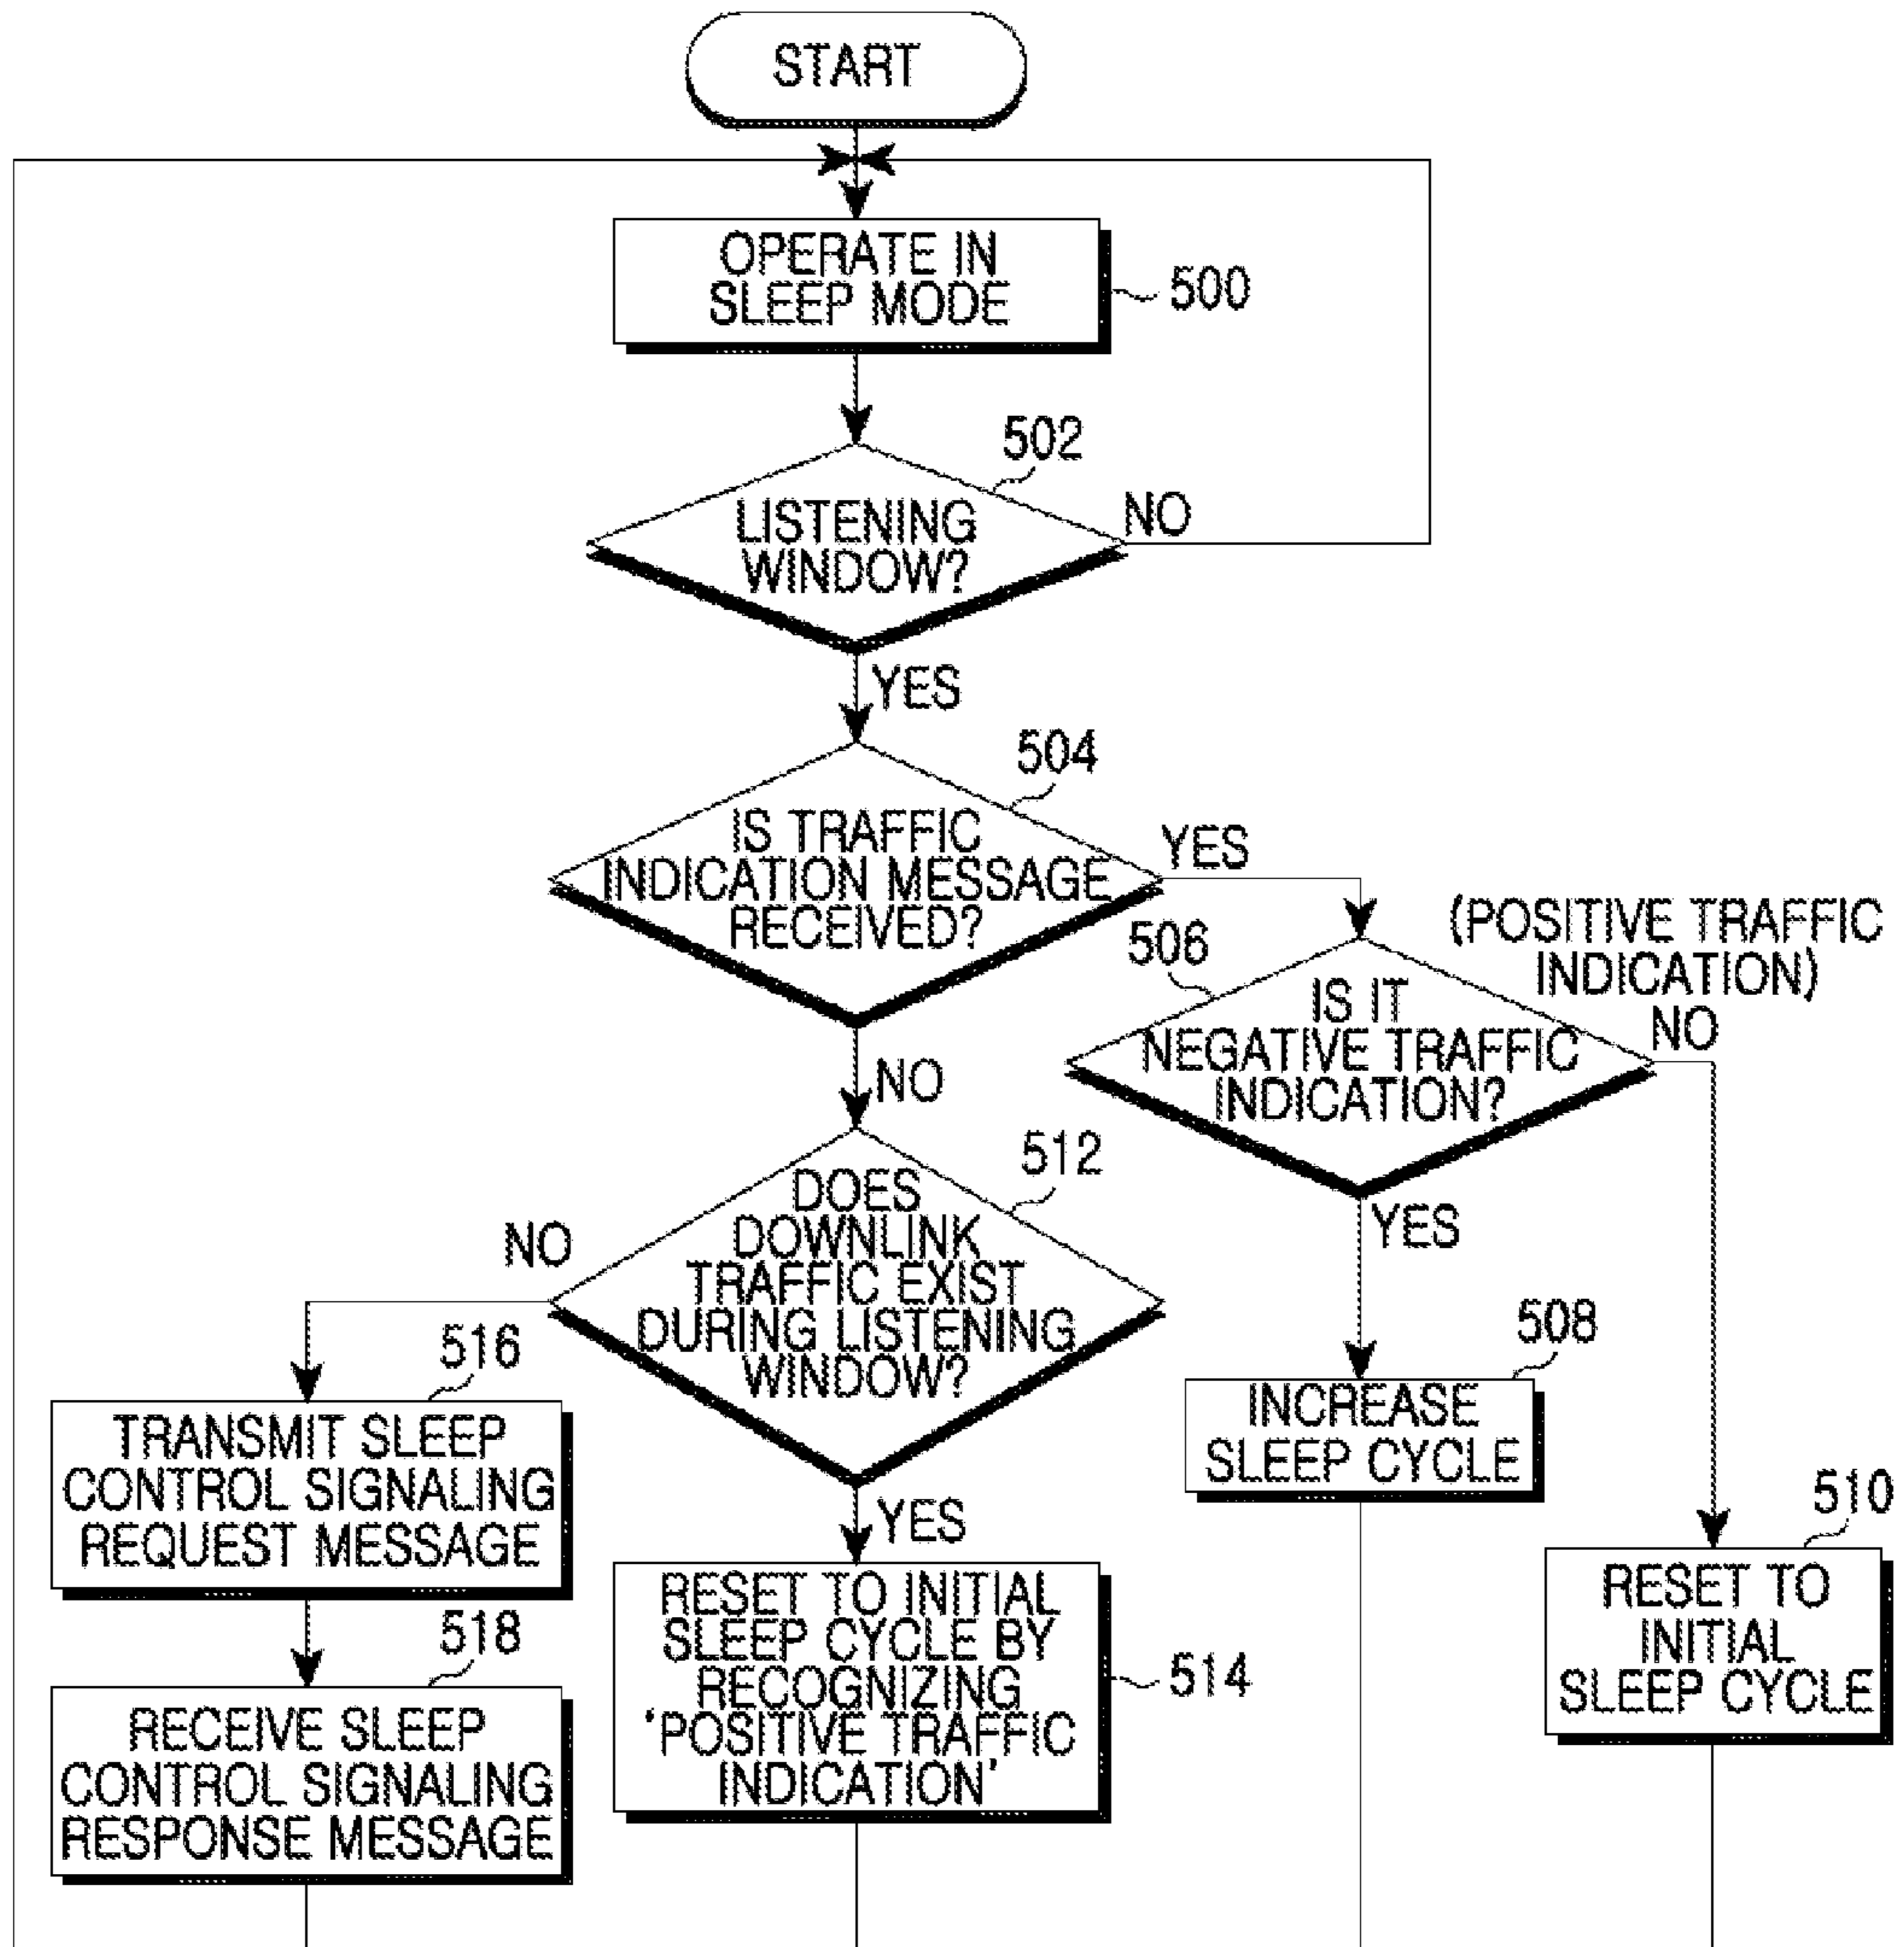 START
OPERATE IN
SLEEP MODE
500
502
LISTENING
WINDOW?
NO
YES
504
IS TRAFFIC
INDICATION MESSAGE
RECEIVED?
YES
NO
506
(POSITIVE TRAFFIC
INDICATION)
NO
IS IT
NEGATIVE TRAFFIC
INDICATION?
YES
512
DOES
DOWNLINK
TRAFFIC EXIST
DURING LISTENING
WINDOW?
NO
YES
508
INCREASE
SLEEP CYCLE
510
RESET TO
INITIAL
SLEEP CYCLE
516
TRANSMIT SLEEP
CONTROL SIGNALING
REQUEST MESSAGE
518
RECEIVE SLEEP
CONTROL SIGNALING
RESPONSE MESSAGE
RESET TO INITIAL
SLEEP CYCLE BY
RECOGNIZING
‘POSITIVE TRAFFIC
INDICATION’
514